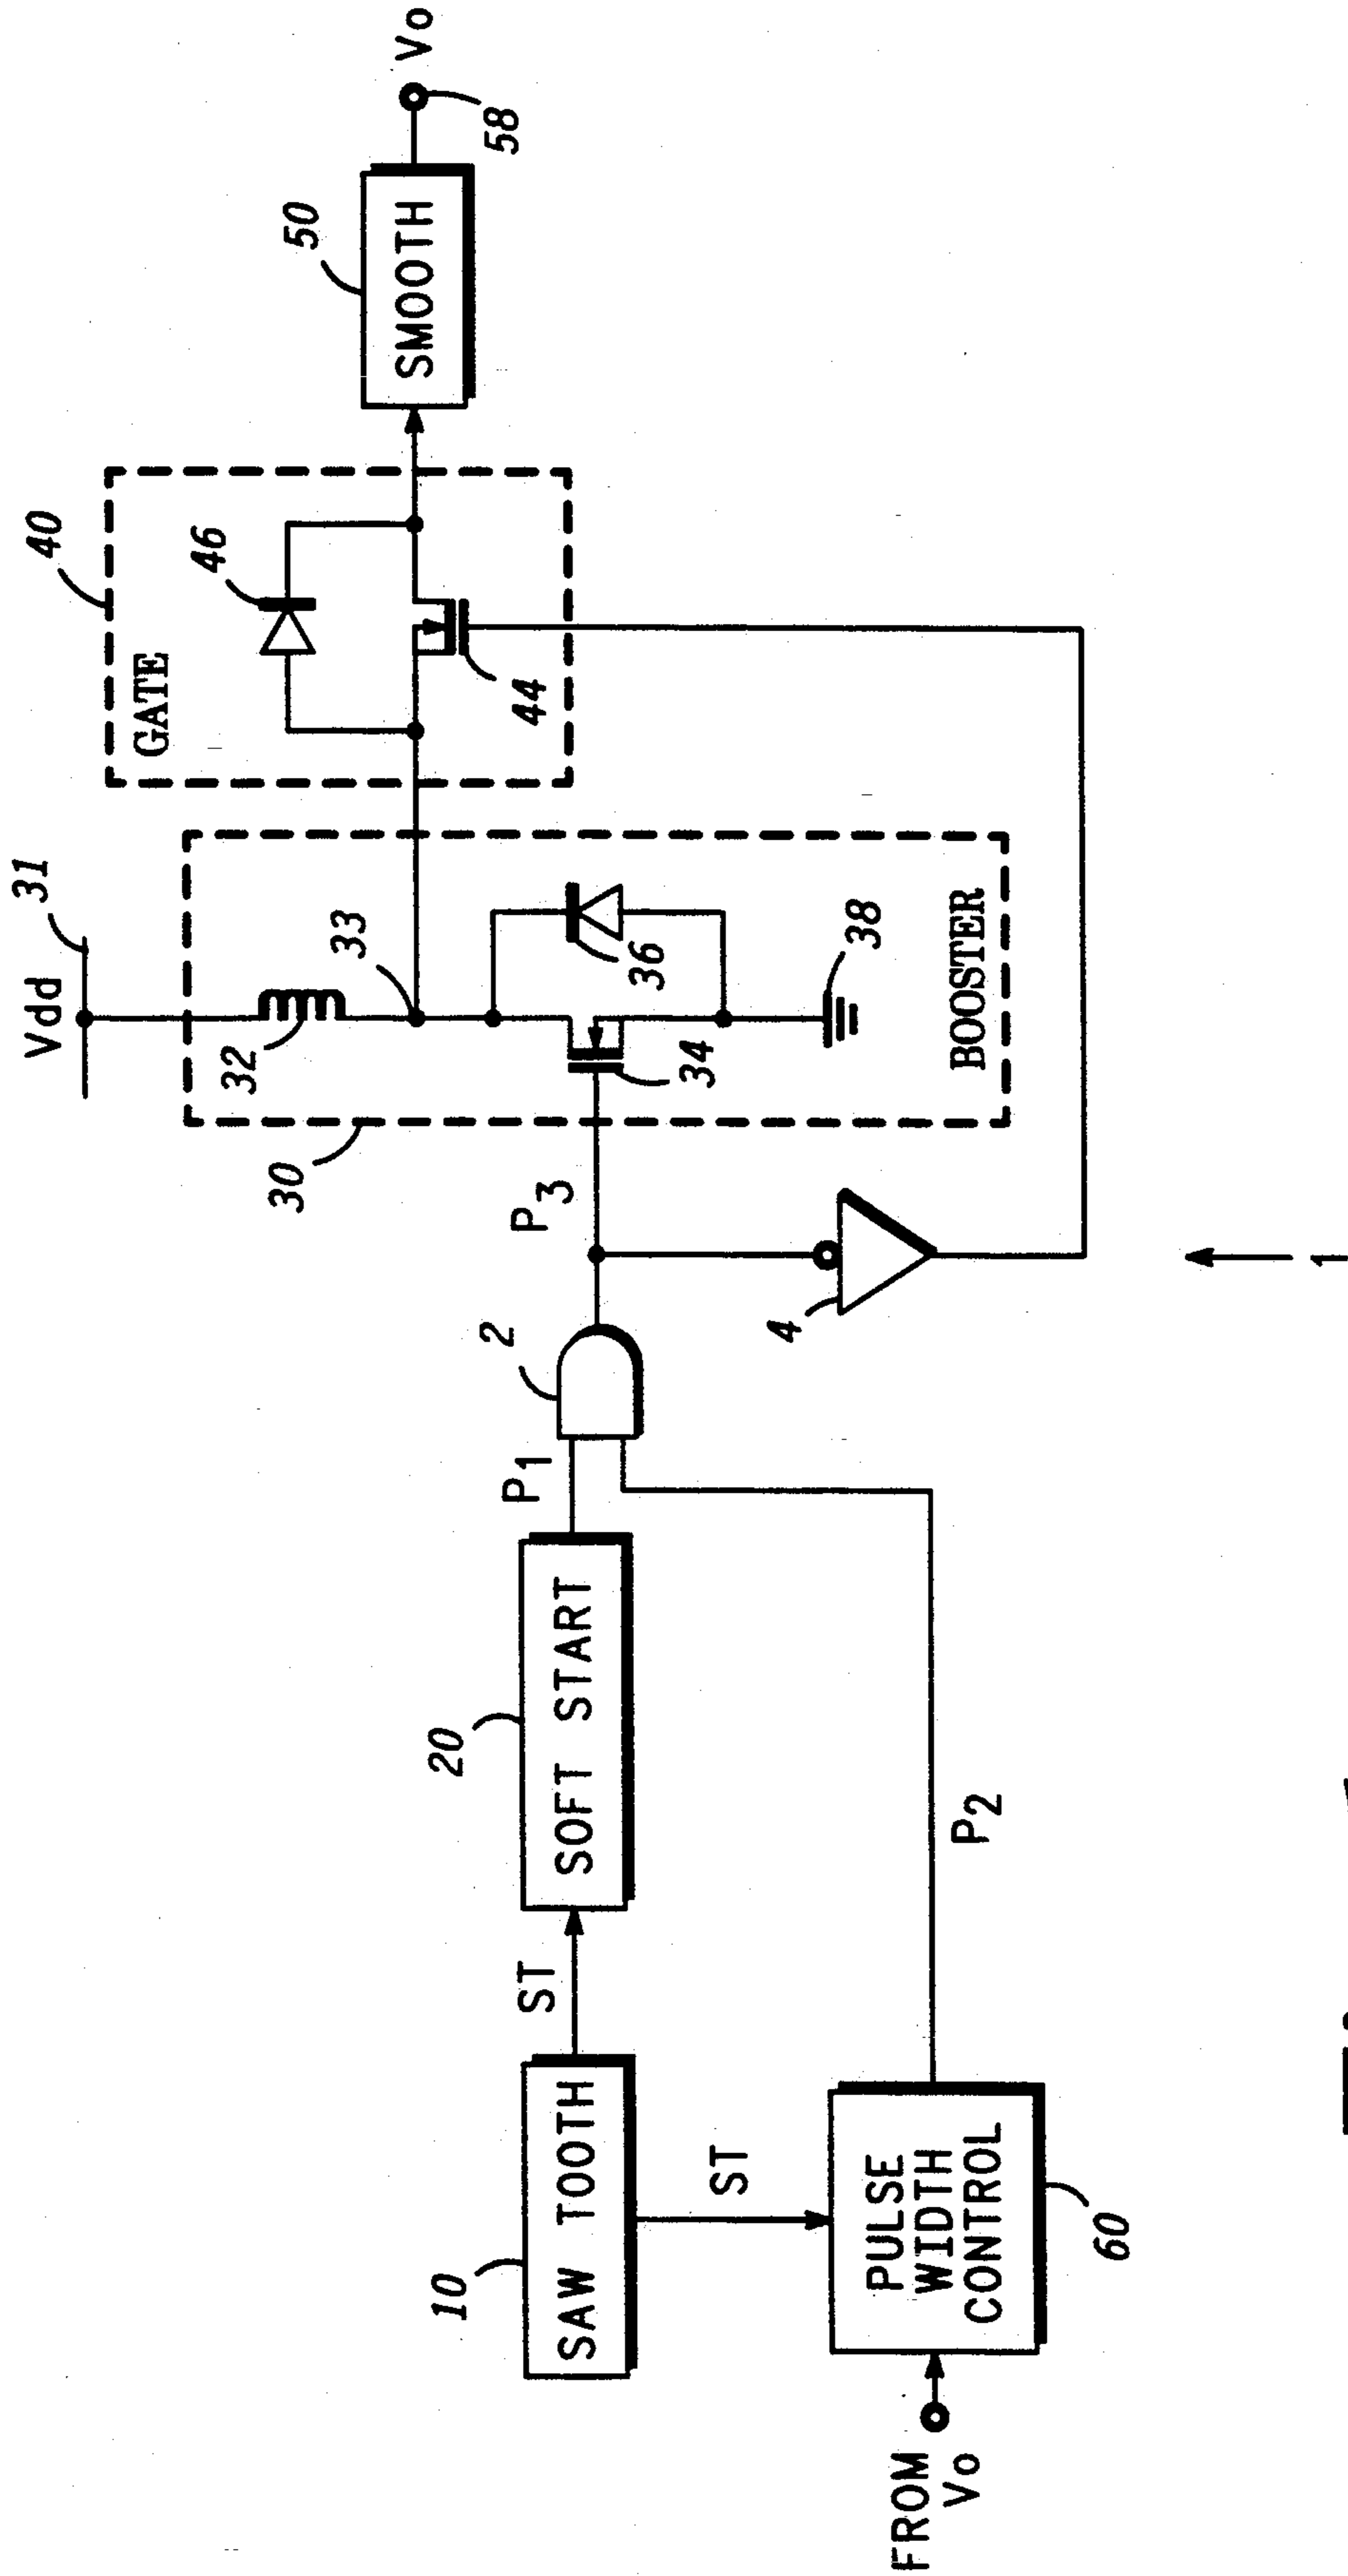 Vdd
31
40
GATE
46
50
SMOOTH
Vo
58
32
33
44
30
36
34
38
BOOSTER
P3
2
P1
4
20
SOFT START
ST
10
SAW TOOTH
ST
P2
PULSE
WIDTH
CONTROL
60
FROM
Vo
1